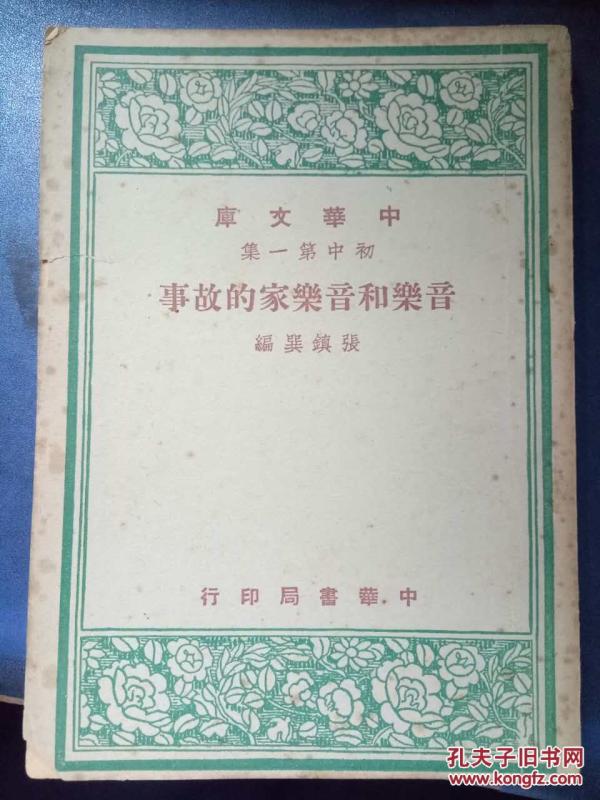 中華文庫
初中第一集
音樂和音樂家的故事
張鎮巽編
中華書局印行
孔夫子旧书网
www.kongfz.com